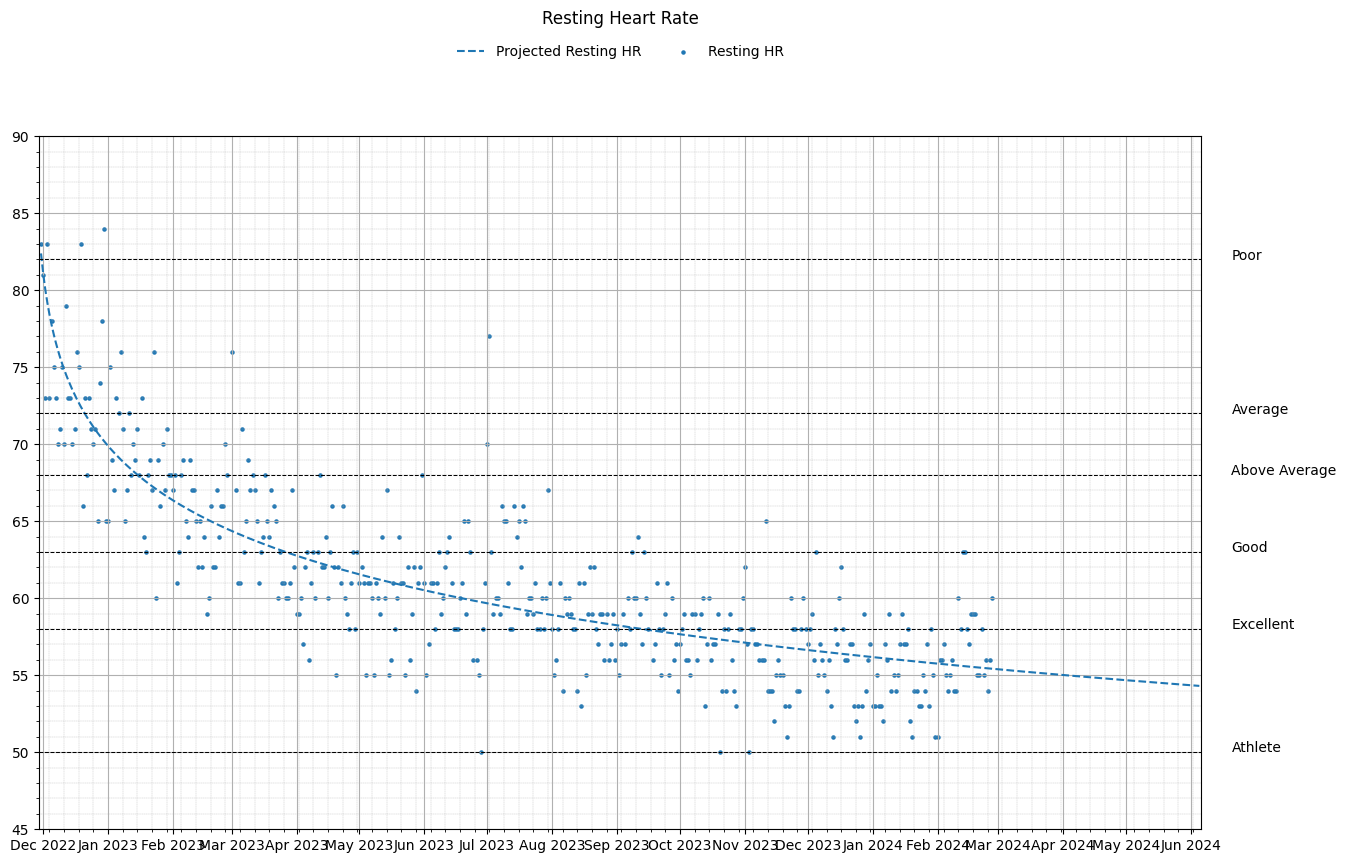 Resting Heart Rate
Projected Resting HR Resting HR
90
85
Poor
80
75
Average
70
Above Average
65
Good
60
Excellent
55
50
Athlete
45
Dec 2022 Jan 2023 Feb 2023 Mar 2023 Apr 2023 May 2023 Jun 2023 Jul 2023 Aug 2023 Sep 2023 Oct 2023 Nov 2023 Dec 2023 Jan 2024 Feb 2024 Mar 2024 Apr 2024 May 2024 Jun 2024